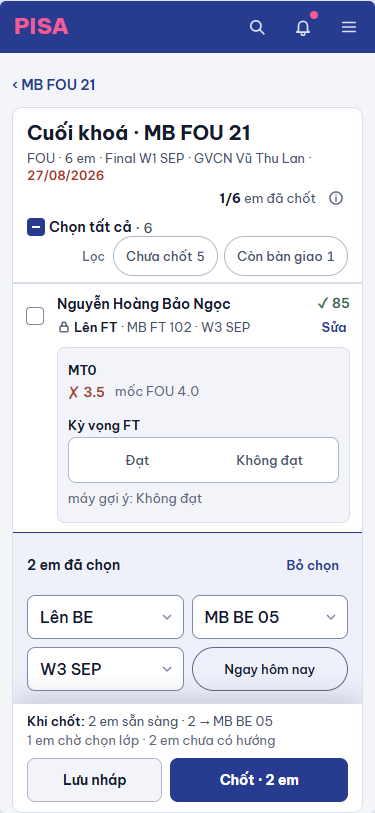 PISA
‹ MB FOU 21
Cuối khoá · MB FOU 21
FOU · 6 em · Final W1 SEP · GVCN Vũ Thu Lan ·
27/08/2026
1/6 em đã chốt
Chọn tất cả · 6
Lọc Chưa chốt 5 Còn bàn giao 1
Nguyễn Hoàng Bảo Ngọc ✓ 85
Lên FT · MB FT 102 · W3 SEP Sửa
MT0
✗ 3.5 mốc FOU 4.0
Kỳ vọng FT
Đạt Không đạt
máy gợi ý: Không đạt
2 em đã chọn Bỏ chọn
Lên BE MB BE 05
W3 SEP Ngay hôm nay
Khi chốt: 2 em sẵn sàng · 2 → MB BE 05
1 em chờ chọn lớp · 2 em chưa có hướng
Lưu nháp Chốt · 2 em